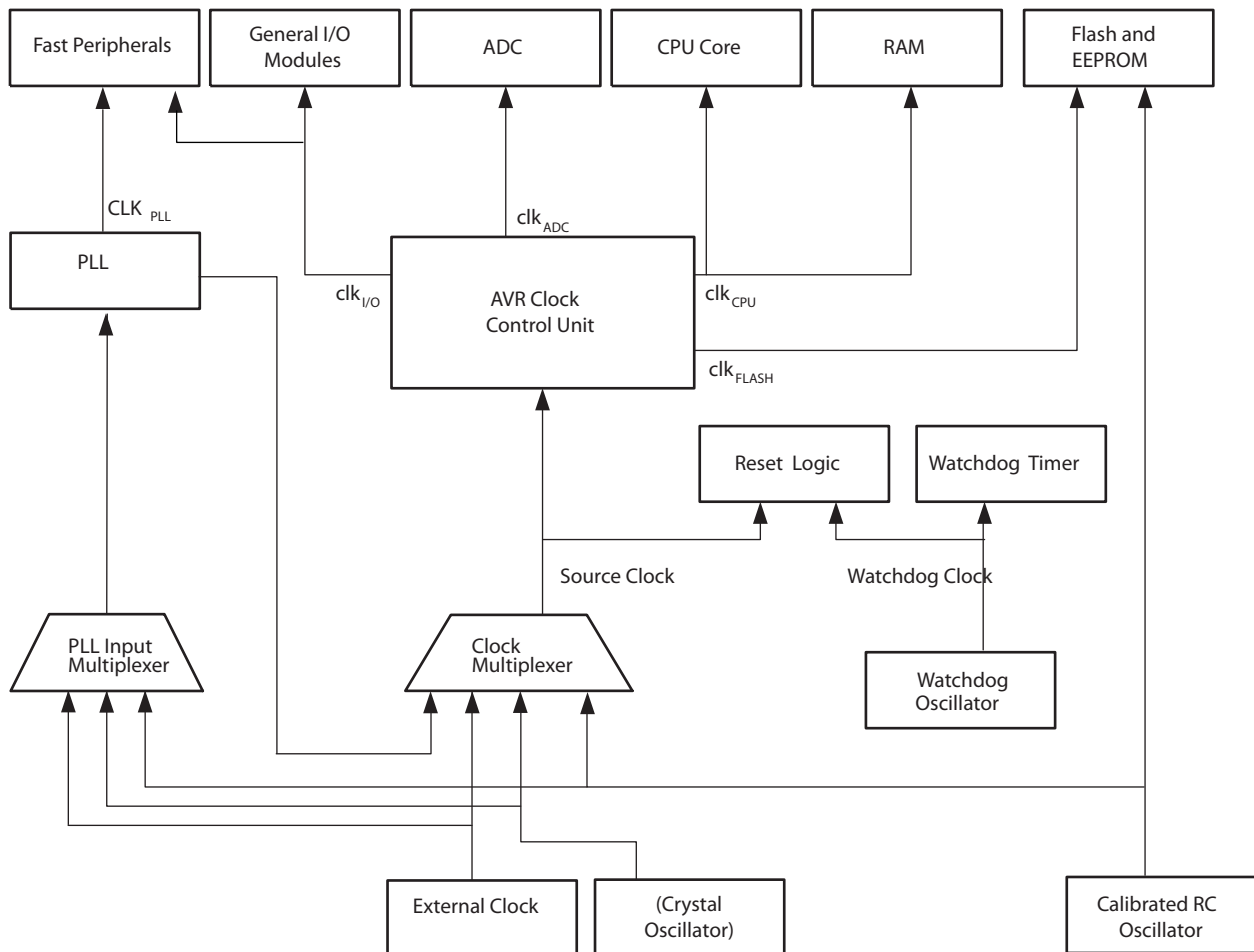 Fast Peripherals
General I/O
Modules
ADC
CPU Core
RAM
Flash and
EEPROM
CLK PLL
clkADC
PLL
clkI/O
AVR Clock
Control Unit
clkCPU
clkFLASH
Reset Logic
Watchdog Timer
Source Clock
Watchdog Clock
PLL Input
Multiplexer
Clock
Multiplexer
Watchdog
Oscillator
External Clock
(Crystal
Oscillator)
Calibrated RC
Oscillator